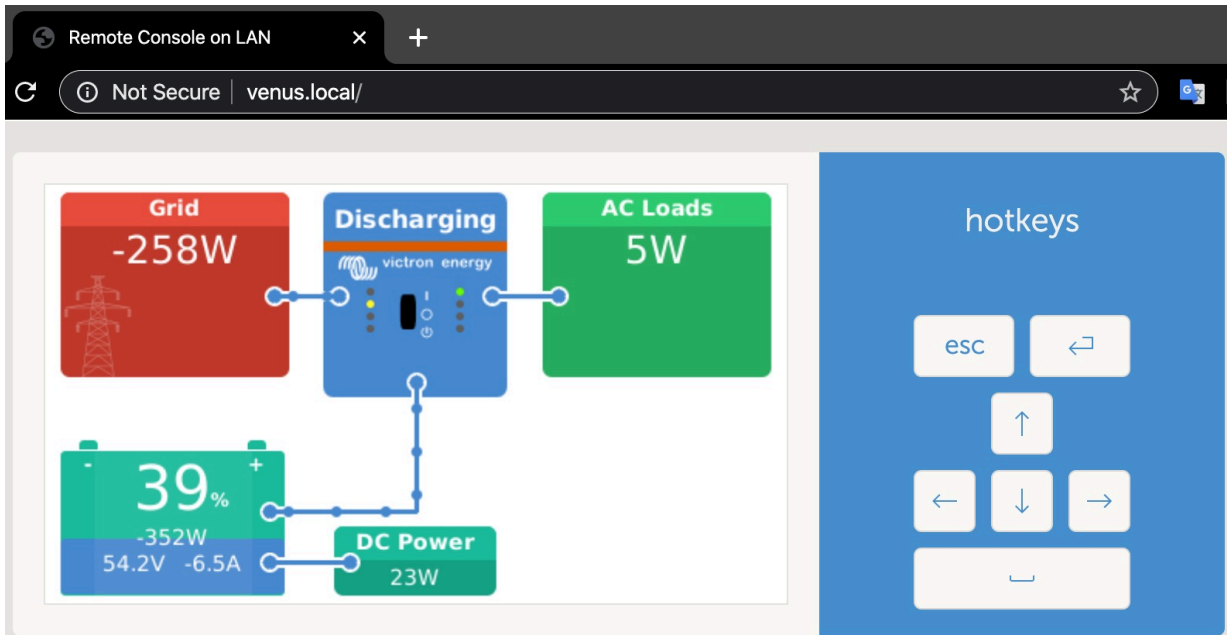 Remote Console on LAN
Not Secure venus.local/
Grid
-258W
Discharging
victron energy
AC Loads
5W
hotkeys
esc
- +
39%
-352W
54.2V -6.5A
DC Power
23W